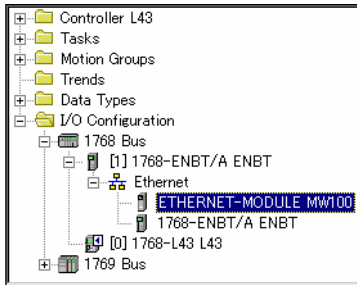 Controller L43
Tasks
Motion Groups
Trends
Data Types
I/O Configuration
1768 Bus
[1] 1768-ENBT/A ENBT
Ethernet
ETHERNET-MODULE MW100
1768-ENBT/A ENBT
[0] 1768-L43 L43
1769 Bus